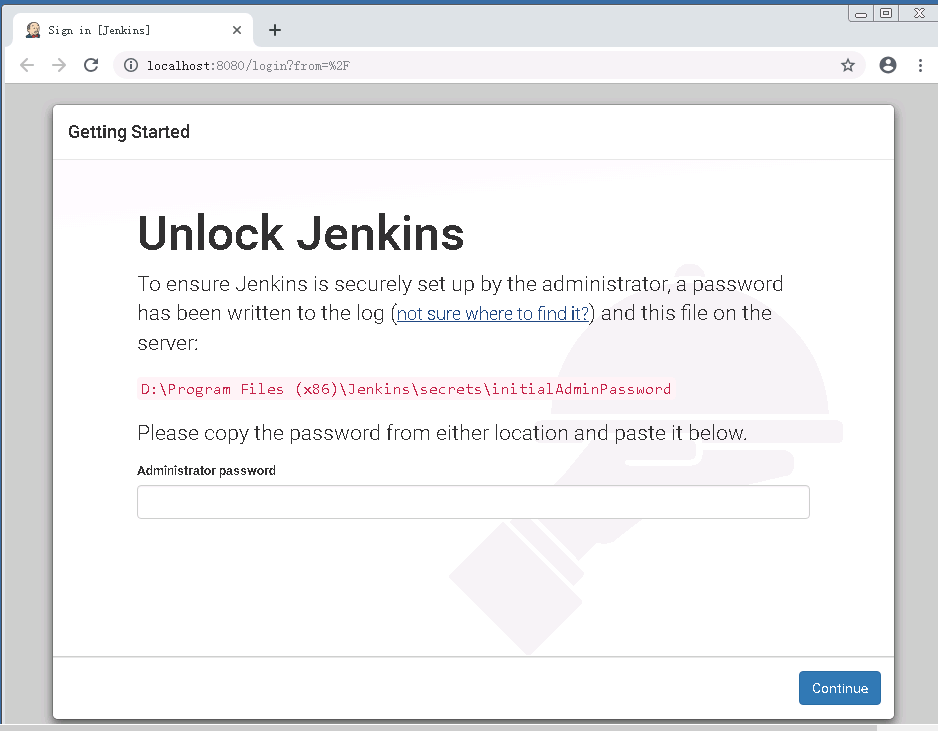 Sign in [Jenkins]
localhost:8080/login?from=%2F
Getting Started
Unlock Jenkins
To ensure Jenkins is securely set up by the administrator, a password
has been written to the log (not sure where to find it?) and this file on the
server:
D:\Program Files (x86)\Jenkins\secrets\initialAdminPassword
Please copy the password from either location and paste it below.
Administrator password
Continue